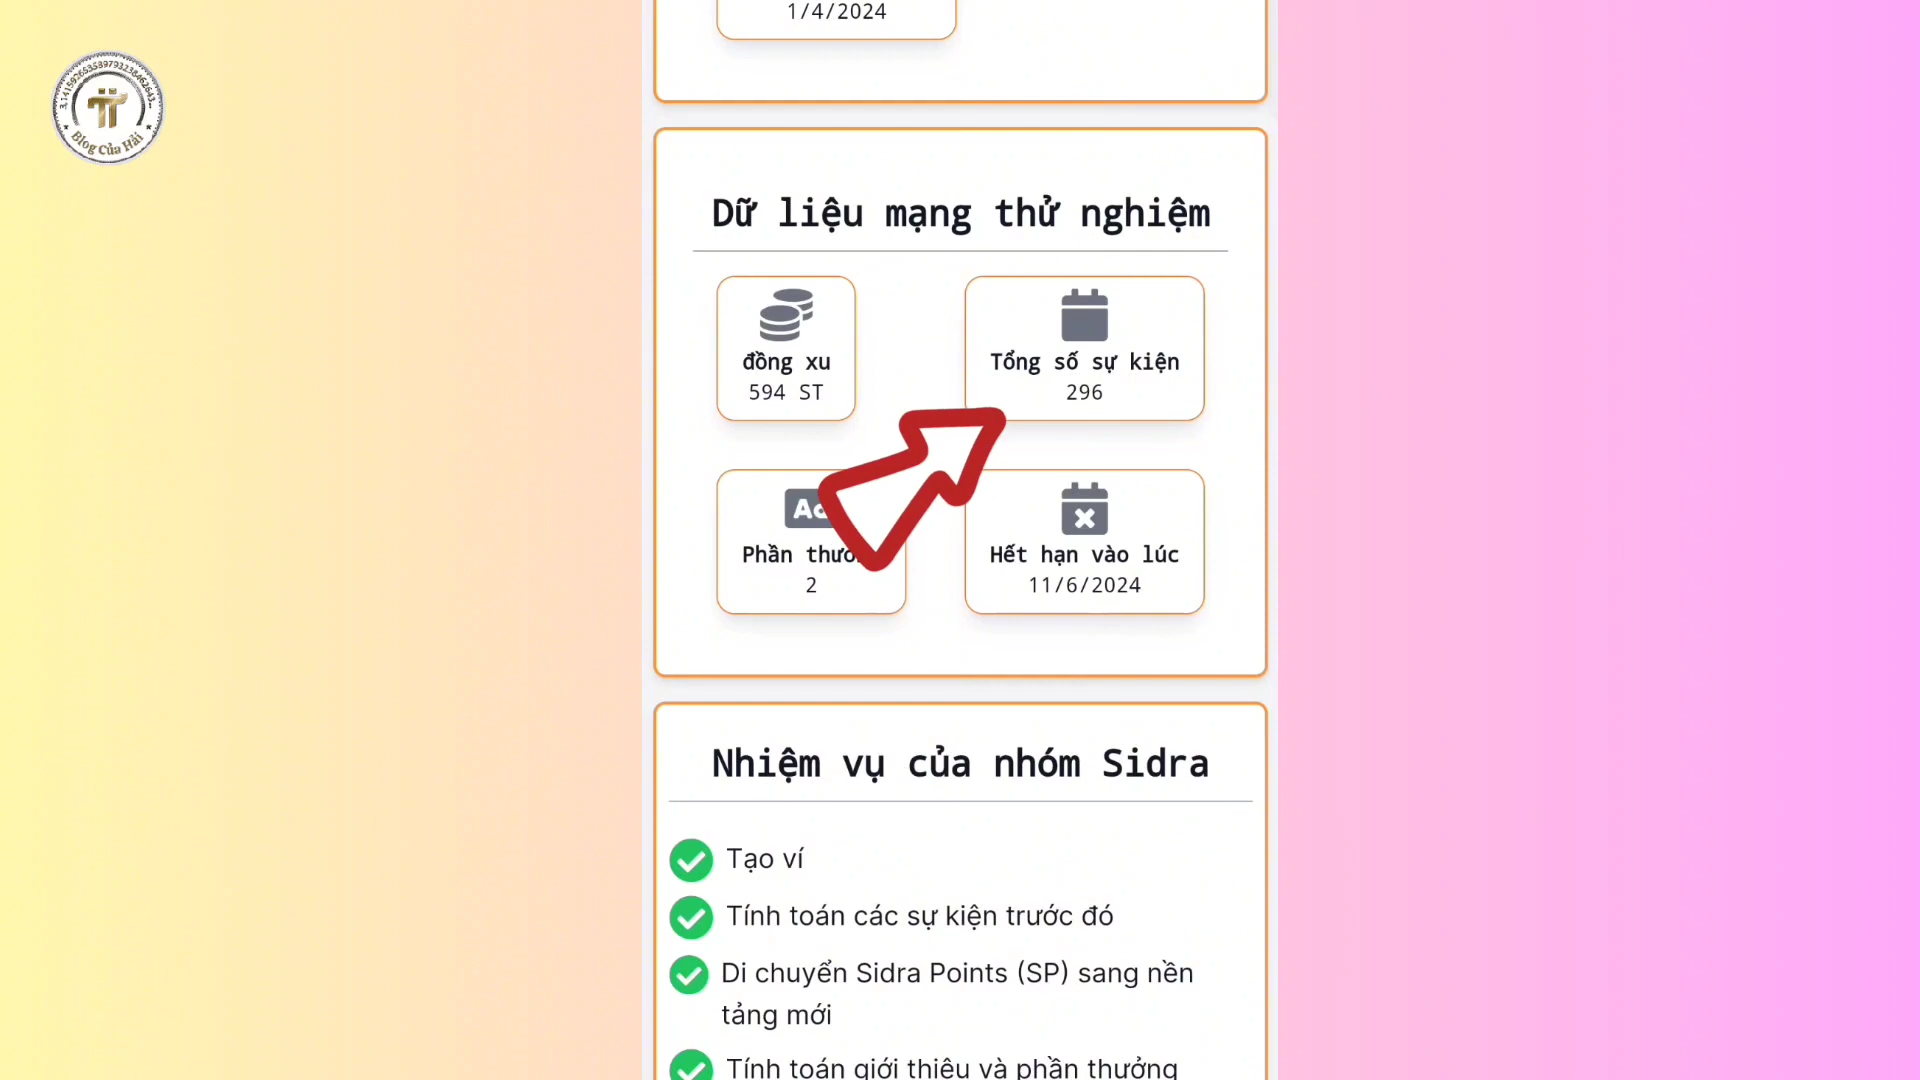 1/4/2024
Blog Của Hải
Dữ liệu mạng thử nghiệm
đồng xu
594 ST
Tổng số sự kiện
296
Phần
2
Hết hạn vào lúc
11/6/2024
Nhiệm vụ của nhóm Sidra
Tạo ví
Tính toán các sự kiện trước đó
Di chuyển Sidra Points (SP) sang nền
tảng mới
Tính toán giới thiệu và phần thưởng